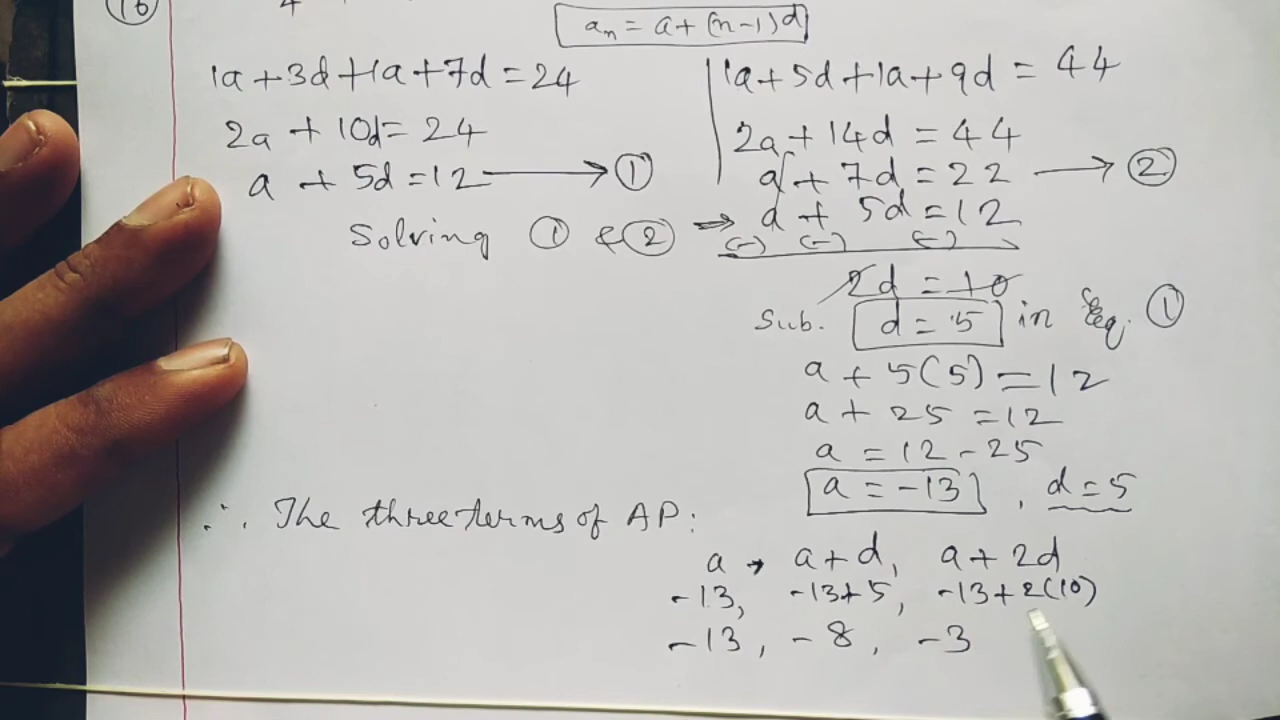 16
aₙ = a + (n-1)d
1a + 3d + 1a + 7d = 24
2a + 10d = 24
a + 5d = 12 → ①
Solving ① & ② ⇒
1a + 5d + 1a + 9d = 44
2a + 14d = 44
a + 7d = 22 → ②
a + 5d = 12
(-) (-) (-)
2d = 10
Sub. d = 5 in Eq. ①
a + 5(5) = 12
a + 25 = 12
a = 12 - 25
a = -13 , d = 5
∴ The three terms of AP:
a, a + d, a + 2d
-13, -13+5, -13+2(10)
-13, -8, -3